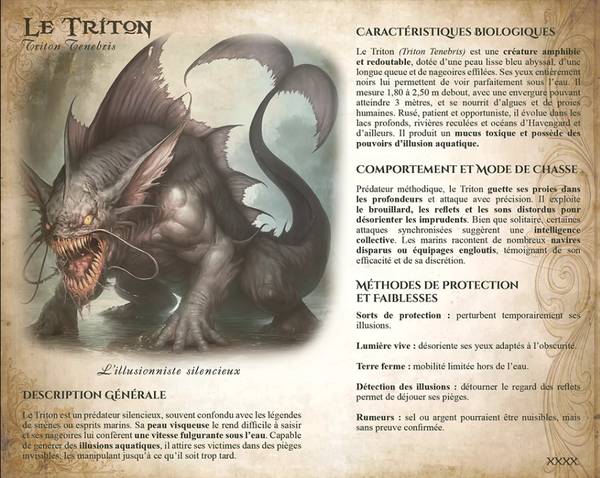 Le Triton
Triton Tenebris
L'illusionniste silencieux
Description Générale
Le Triton est un prédateur silencieux, souvent confondu avec les légendes
de sirènes ou esprits marins. Sa peau visqueuse le rend difficile à saisir
et ses nageoires lui confèrent une vitesse fulgurante sous l'eau. Capable
de générer des illusions aquatiques, il attire ses victimes dans des pièges
invisibles, les manipulant jusqu'à ce qu'il soit trop tard.
Caractéristiques biologiques
Le Triton (Triton Tenebris) est une créature amphibie
et redoutable, dotée d'une peau lisse bleu abyssal, d'une
longue queue et de nageoires effilées. Ses yeux entièrement
noirs lui permettent de voir parfaitement sous l'eau. Il
mesure 1,80 à 2,50 m debout, avec une envergure pouvant
atteindre 3 mètres, et se nourrit d'algues et de proies
humaines. Rusé, patient et opportuniste, il évolue dans les
lacs profonds, rivières reculées et océans d'Havengard et
d'ailleurs. Il produit un mucus toxique et possède des
pouvoirs d'illusion aquatique.
Comportement et Mode de Chasse
Prédateur méthodique, le Triton guette ses proies dans
les profondeurs et attaque avec précision. Il exploite
le brouillard, les reflets et les sons distordus pour
désorienter les imprudents. Bien que solitaire, certaines
attaques synchronisées suggèrent une intelligence
collective. Les marins racontent de nombreux navires
disparus ou équipages engloutis, témoignant de son
efficacité et de sa discrétion.
Méthodes de Protection
et Faiblesses
Sorts de protection : perturbent temporairement ses
illusions.
Lumière vive : désoriente ses yeux adaptés à l'obscurité.
Terre ferme : mobilité limitée hors de l'eau.
Détection des illusions : détourner le regard des reflets
permet de déjouer ses pièges.
Rumeurs : sel ou argent pourraient être nuisibles, mais
sans preuve confirmée.
XXXX